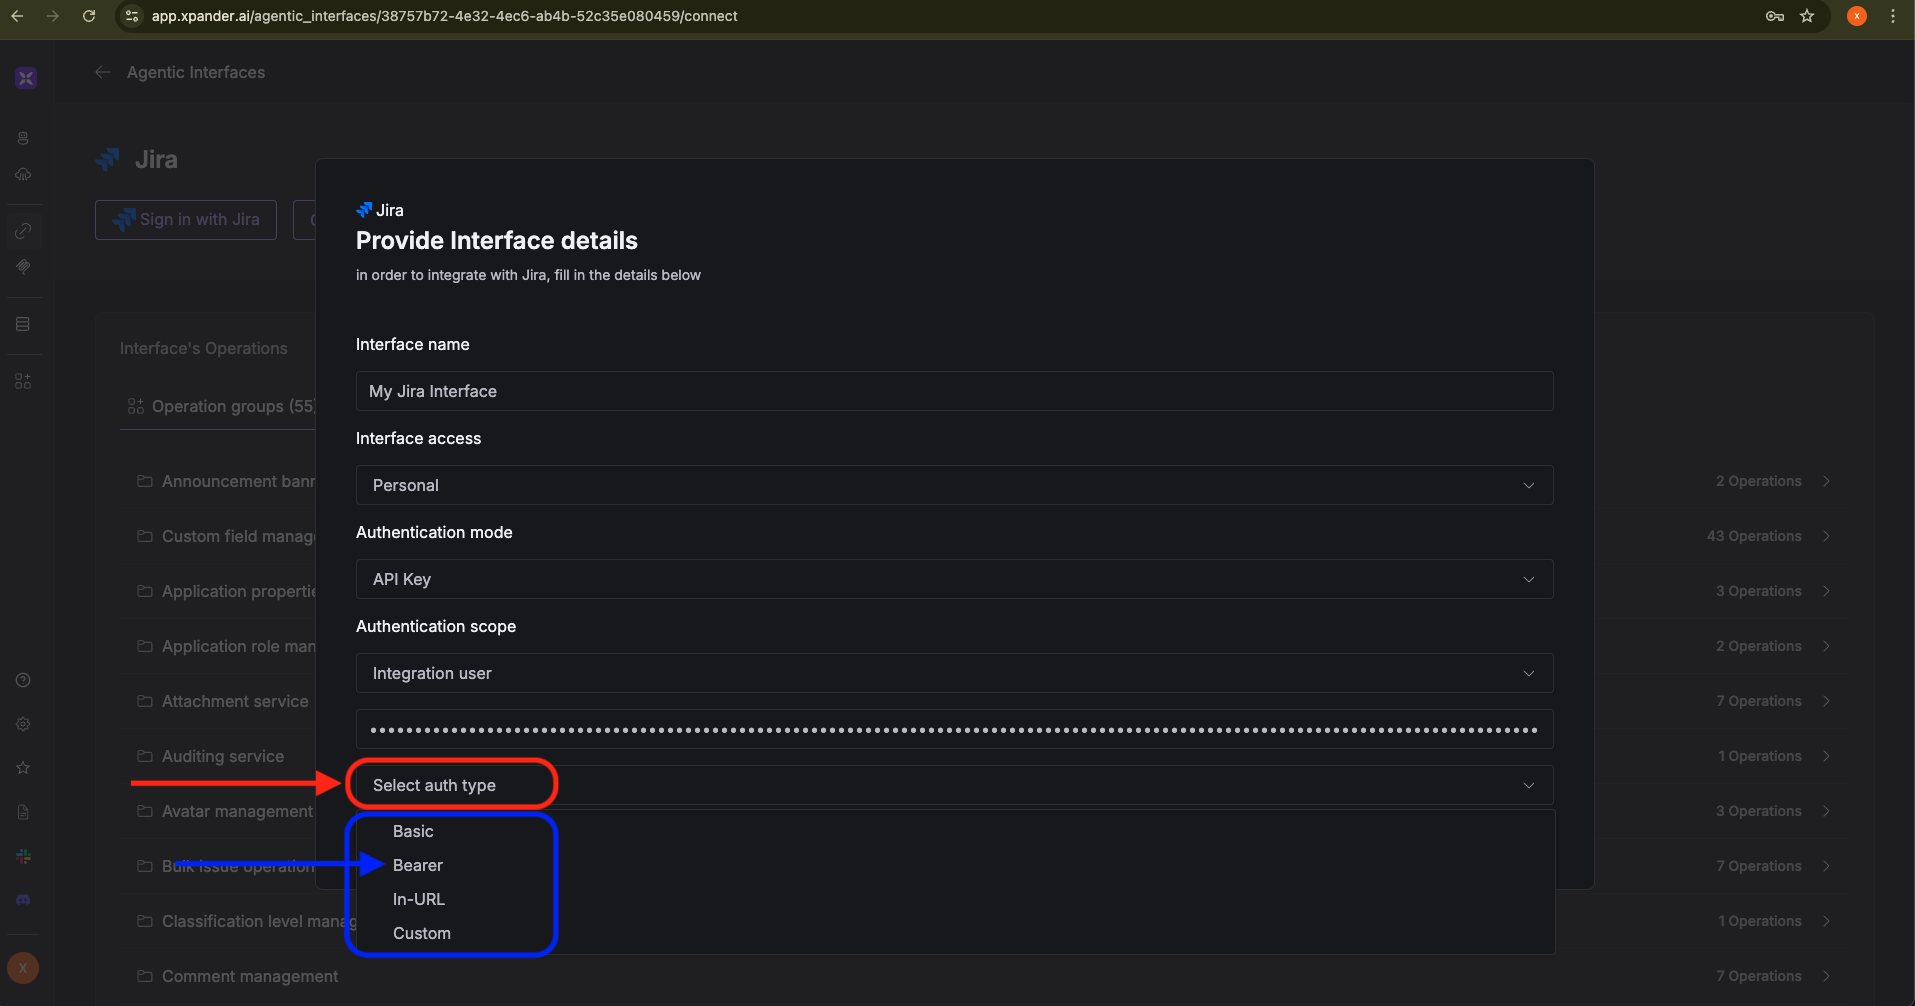 app.xpander.ai/agentic_interfaces/38757b72-4e32-4ec6-ab4b-52c35e080459/connect
x
Agentic Interfaces
Jira
Sign in with Jira
Jira
Provide Interface details
in order to integrate with Jira, fill in the details below
Interface name
My Jira Interface
Interface access
Personal
Authentication mode
API Key
Authentication scope
Integration user
Select auth type
Basic
Bearer
In-URL
Custom
Interface's Operations
Operation groups (55)
Announcement bann
2 Operations
Custom field manag
43 Operations
Application propertie
3 Operations
Application role man
2 Operations
Attachment service
7 Operations
Auditing service
1 Operations
Avatar management
3 Operations
Bulk issue operation
7 Operations
Classification level manag
1 Operations
Comment management
7 Operations
X